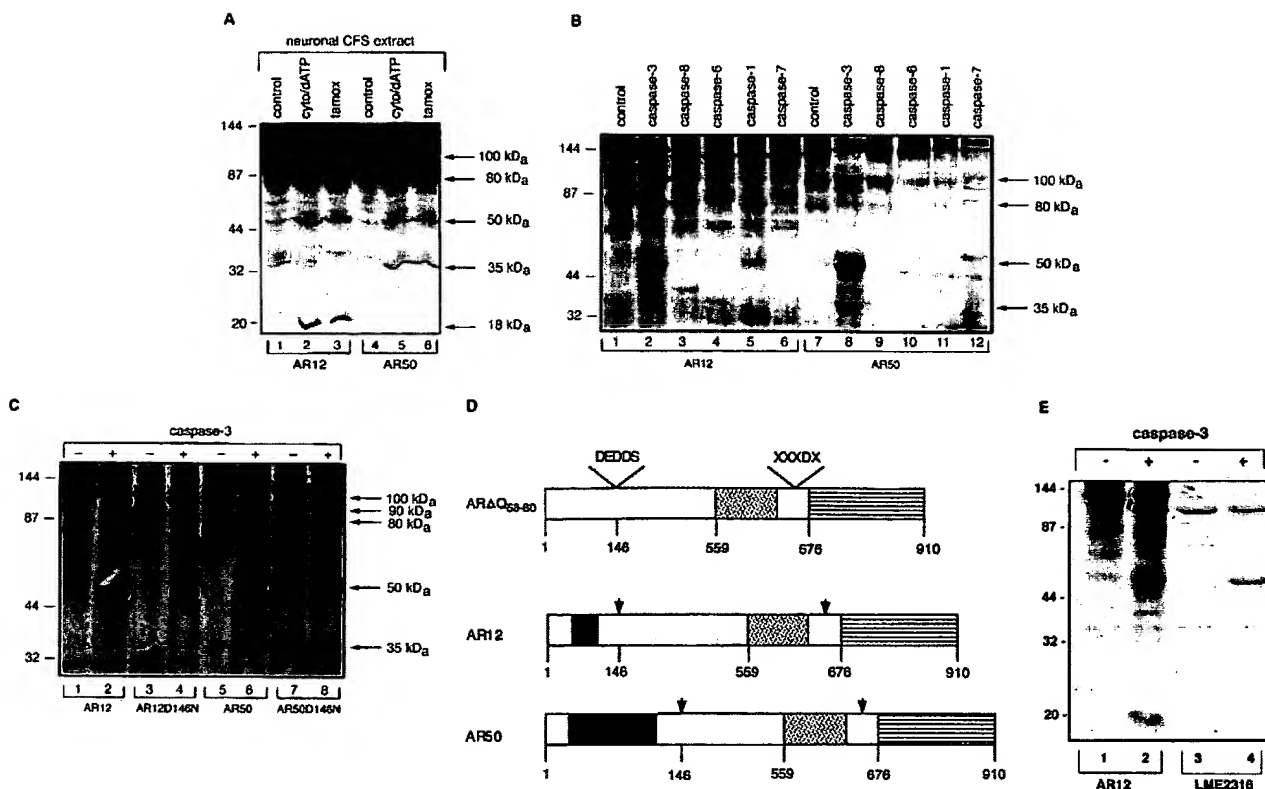 A
neuronal CFS extract
control
cyto/dATP
tamox
control
cyto/dATP
tamox
144
87
44
32
20
100 kDa
80 kDa
50 kDa
35 kDa
18 kDa
1 2 3 4 5 6
AR12 AR50
B
control
caspase-3
caspase-8
caspase-6
caspase-1
caspase-7
control
caspase-3
caspase-8
caspase-6
caspase-1
caspase-7
144
87
44
32
100 kDa
80 kDa
50 kDa
35 kDa
1 2 3 4 5 6 7 8 9 10 11 12
AR12 AR50
C
caspase-3
- + - + - + - +
144
87
44
32
100 kDa
90 kDa
80 kDa
50 kDa
35 kDa
1 2 3 4 5 6 7 8
AR12 AR12D146N AR50 AR50D146N
D
DEDDS XXXDX
ARΔQ58-80
1 146 559 676 910
AR12
1 146 559 676 910
AR50
1 146 559 676 910
E
caspase-3
- + - +
144
87
44
32
20
1 2 3 4
AR12 LME2316